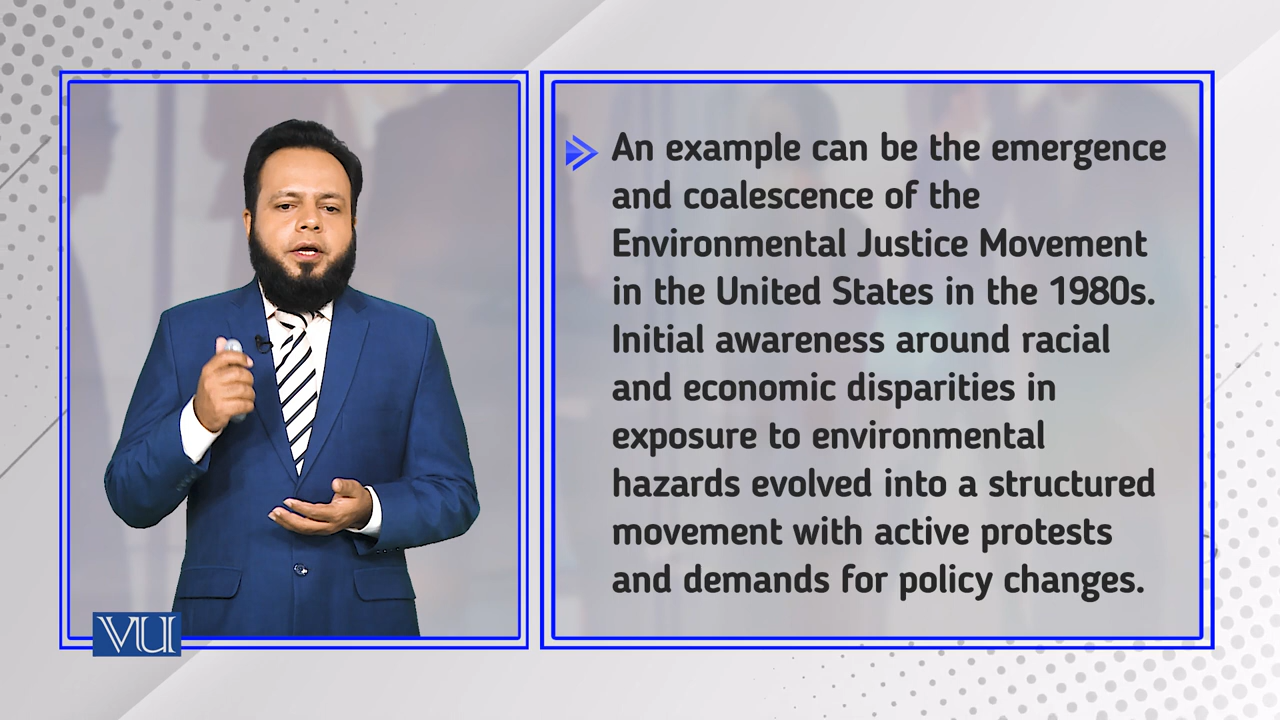 An example can be the emergence
and coalescence of the
Environmental Justice Movement
in the United States in the 1980s.
Initial awareness around racial
and economic disparities in
exposure to environmental
hazards evolved into a structured
movement with active protests
and demands for policy changes.
VU